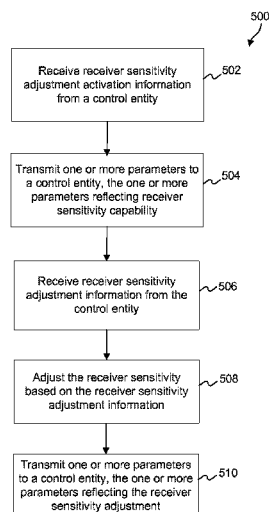 500
Receive receiver sensitivity
adjustment activation information
from a control entity
502
Transmit one or more parameters to
a control entity, the one or more
parameters reflecting receiver
sensitivity capability
504
Receive receiver sensitivity
adjustment information from the
control entity
506
Adjust the receiver sensitivity
based on the receiver sensitivity
adjustment information
508
Transmit one or more parameters
to a control entity, the one or more
parameters reflecting the receiver
sensitivity adjustment
510